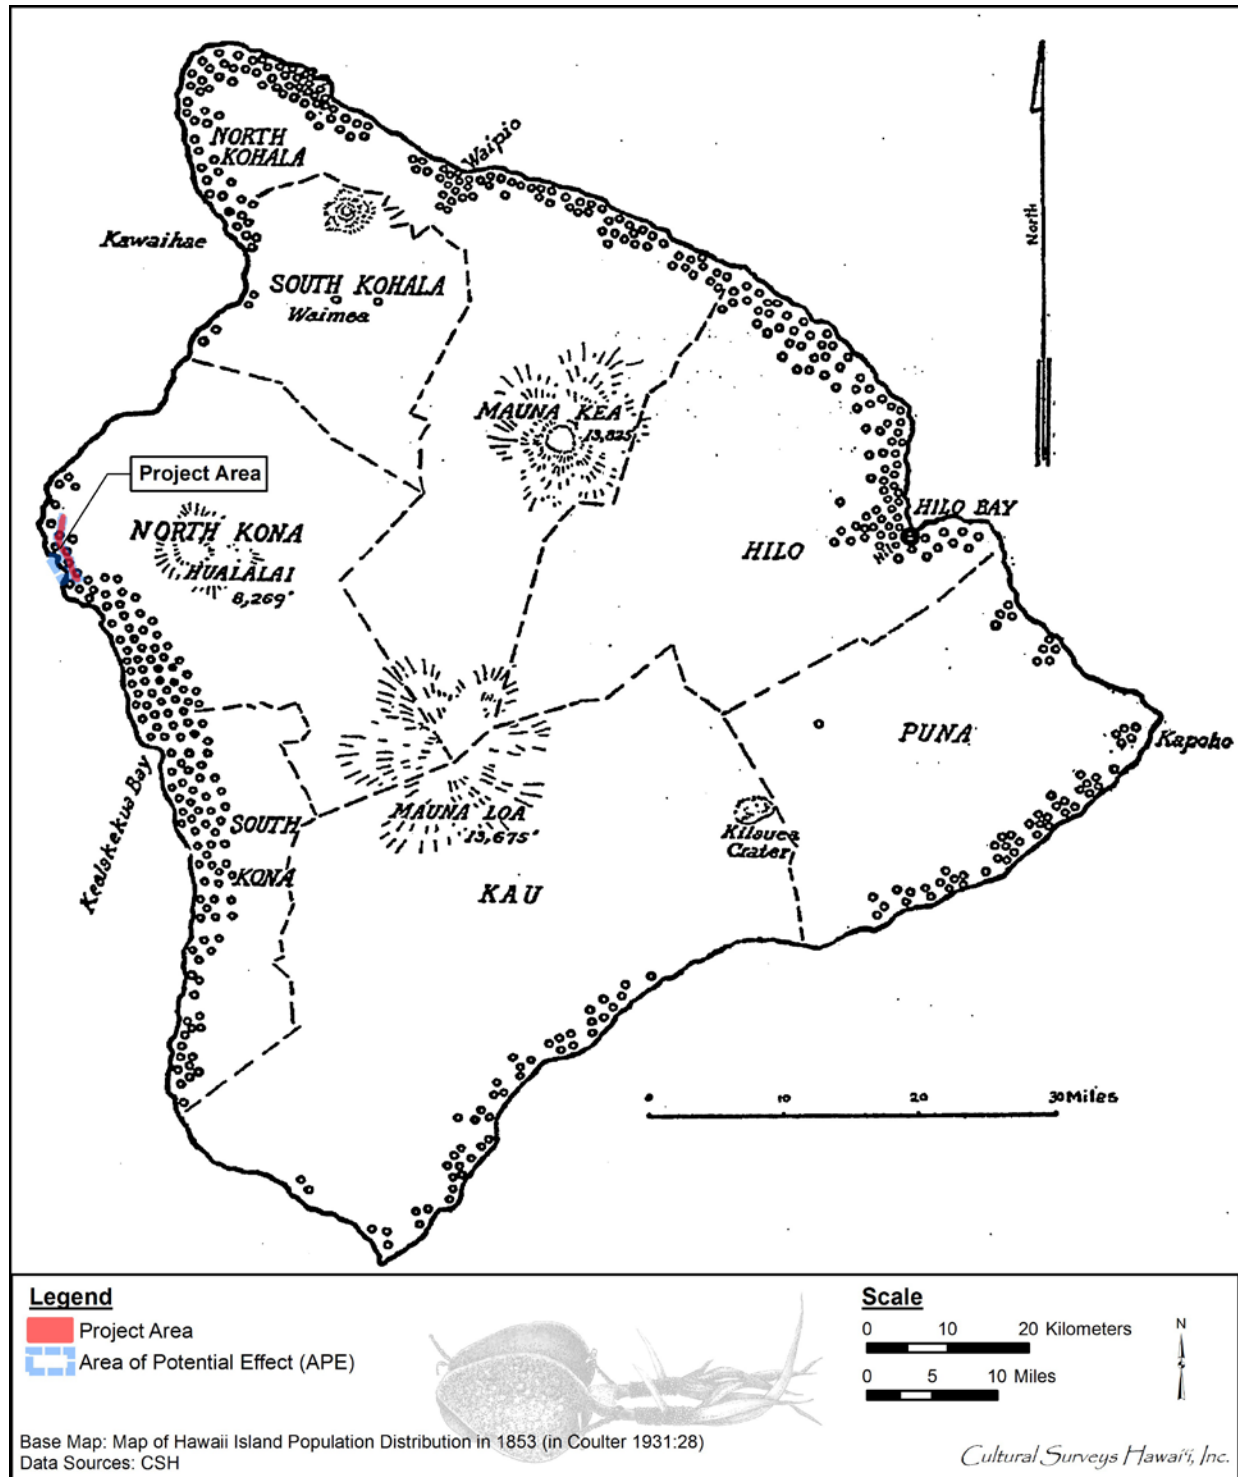 Waipio
NORTH
KOHALA
Kawaihae
North
SOUTH KOHALA
Waimea
MAUNA KEA
13,825'
Project Area
NORTH KONA
HUALALAI
8,269'
HILO BAY
Hilo
HILO
PUNA
Kapoho
Kealakekua Bay
SOUTH
KONA
MAUNA LOA
13,675'
Kilauea
Crater
KAU
0 10 20 30 Miles
Legend
Project Area
Area of Potential Effect (APE)
Scale
0 10 20 Kilometers
0 5 10 Miles
N
Base Map: Map of Hawaii Island Population Distribution in 1853 (in Coulter 1931:28)
Data Sources: CSH
Cultural Surveys Hawai‘i, Inc.